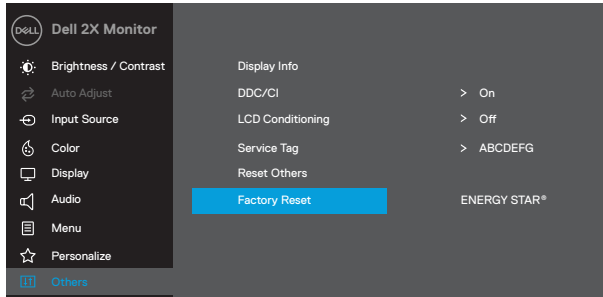 DELL Dell 2X Monitor
Brightness / Contrast
Auto Adjust
Input Source
Color
Display
Audio
Menu
Personalize
Others
Display Info
DDC/CI > On
LCD Conditioning > Off
Service Tag > ABCDEFG
Reset Others
Factory Reset ENERGY STAR®